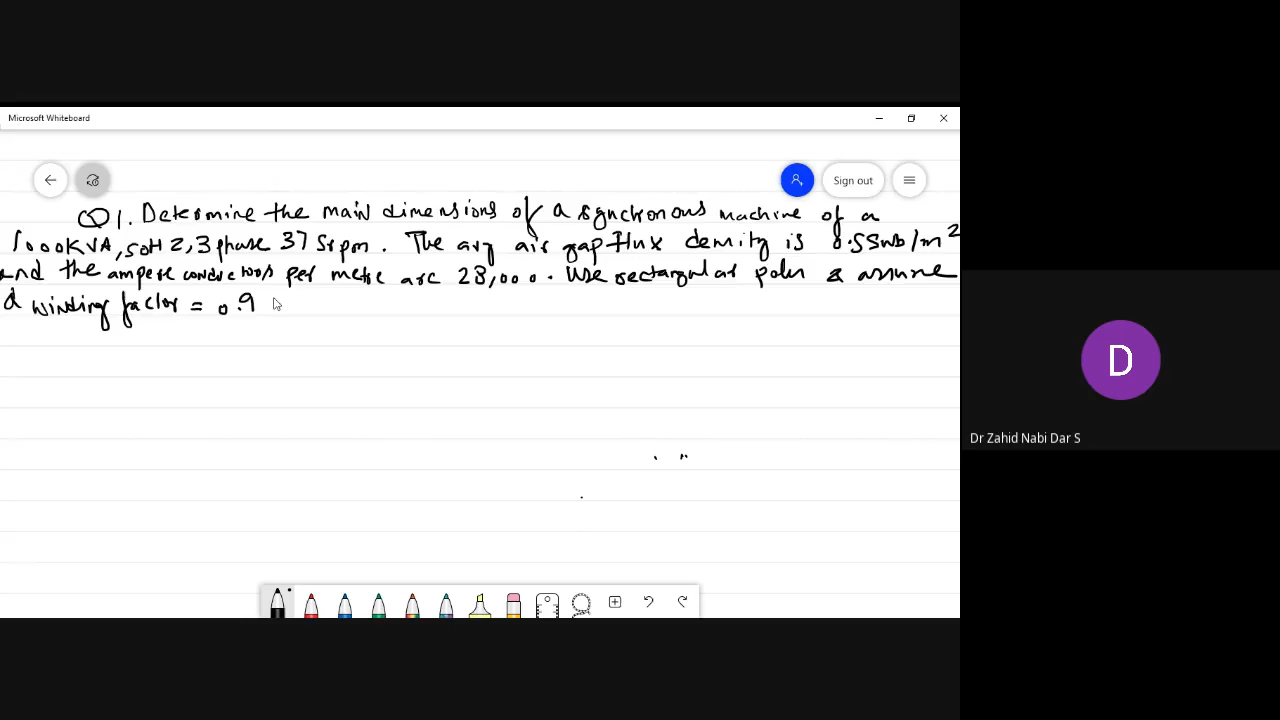 Microsoft Whiteboard
Sign out
Q1. Determine the main dimensions of a synchronous machine of a
1000KVA, 50HZ, 3 phase 375rpm. The avg air gap flux density is 0.55wb/m²
and the ampere conductors per metre are 28,000. Use rectangular poles & assume
a winding factor = 0.9
D
Dr Zahid Nabi Dar S